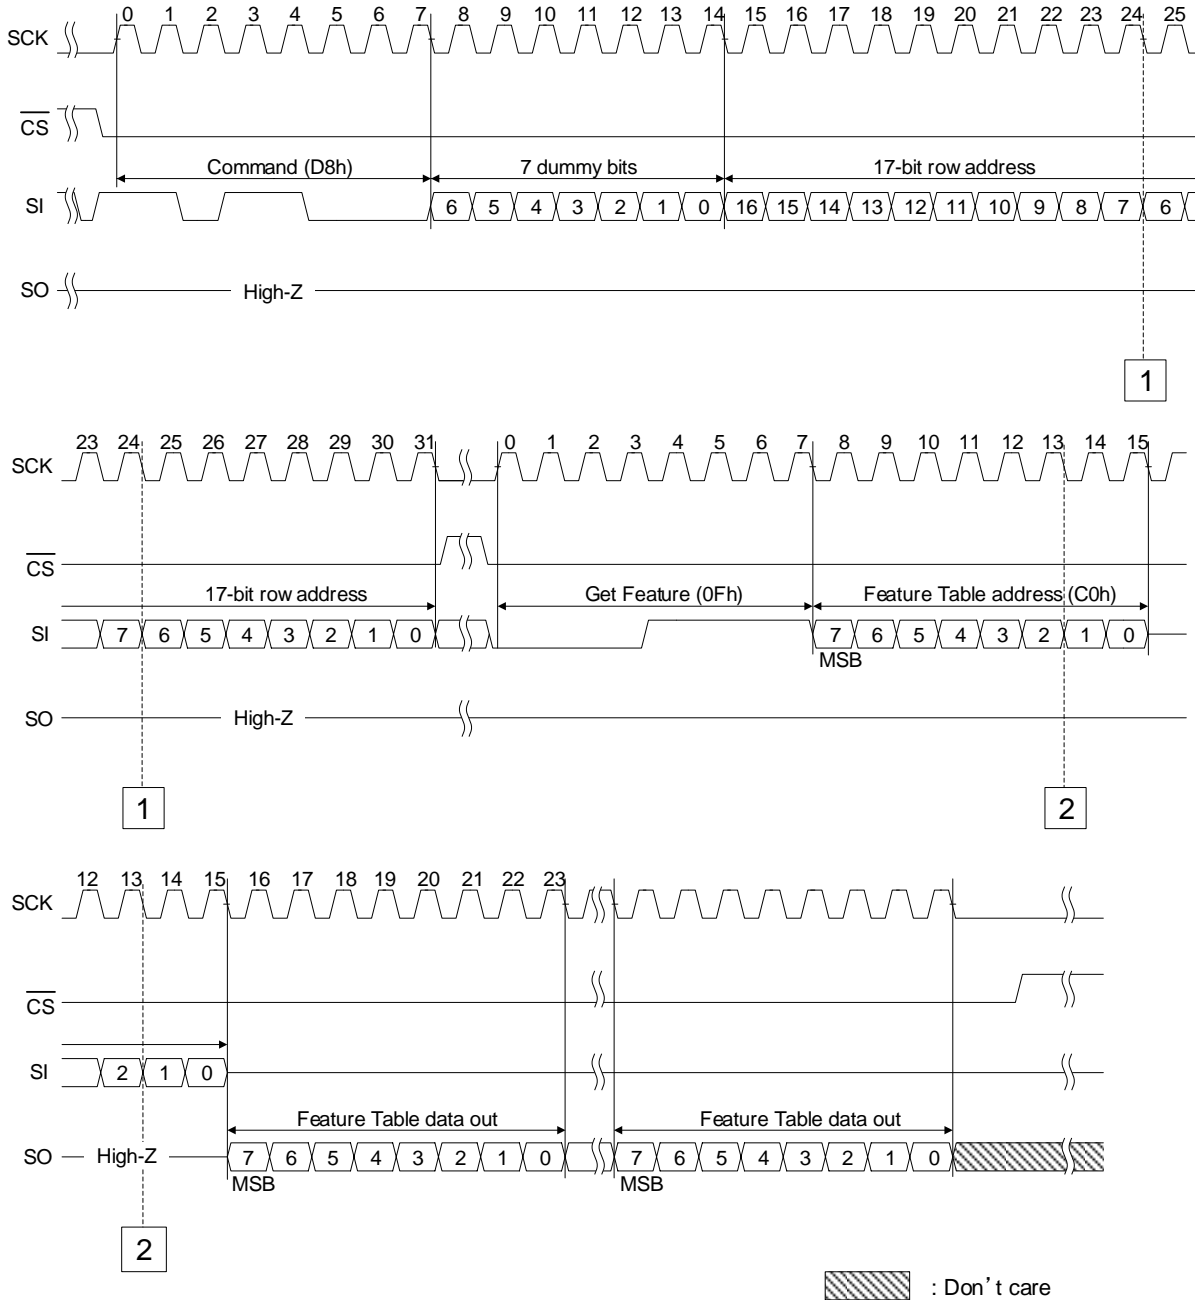 0 1 2 3 4 5 6 7 8 9 10 11 12 13 14 15 16 17 18 19 20 21 22 23 24 25
SCK
CS
Command (D8h) 7 dummy bits 17-bit row address
SI 6 5 4 3 2 1 0 16 15 14 13 12 11 10 9 8 7 6
SO High-Z
1
23 24 25 26 27 28 29 30 31 0 1 2 3 4 5 6 7 8 9 10 11 12 13 14 15
SCK
CS
17-bit row address Get Feature (0Fh) Feature Table address (C0h)
SI 7 6 5 4 3 2 1 0 7 6 5 4 3 2 1 0
MSB
SO High-Z
1 2
12 13 14 15 16 17 18 19 20 21 22 23
SCK
CS
SI 2 1 0
Feature Table data out Feature Table data out
SO High-Z 7 6 5 4 3 2 1 0 7 6 5 4 3 2 1 0
MSB MSB
2
: Don't care